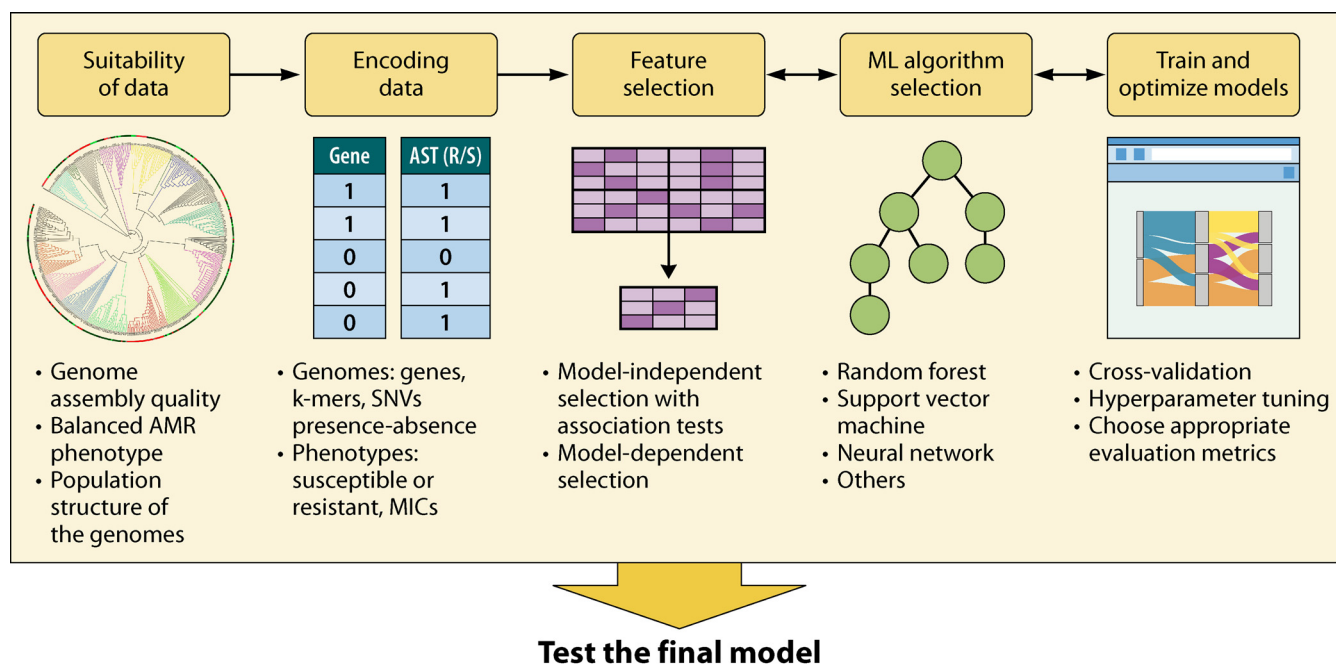 Suitability
of data
Encoding
data
Feature
selection
ML algorithm
selection
Train and
optimize models
Gene AST (R/S)
1 1
1 1
0 0
0 1
0 1
• Genome
assembly quality
• Balanced AMR
phenotype
• Population
structure of
the genomes
• Genomes: genes,
k-mers, SNVs
presence-absence
• Phenotypes:
susceptible or
resistant, MICs
• Model-independent
selection with
association tests
• Model-dependent
selection
• Random forest
• Support vector
machine
• Neural network
• Others
• Cross-validation
• Hyperparameter tuning
• Choose appropriate
evaluation metrics
Test the final model